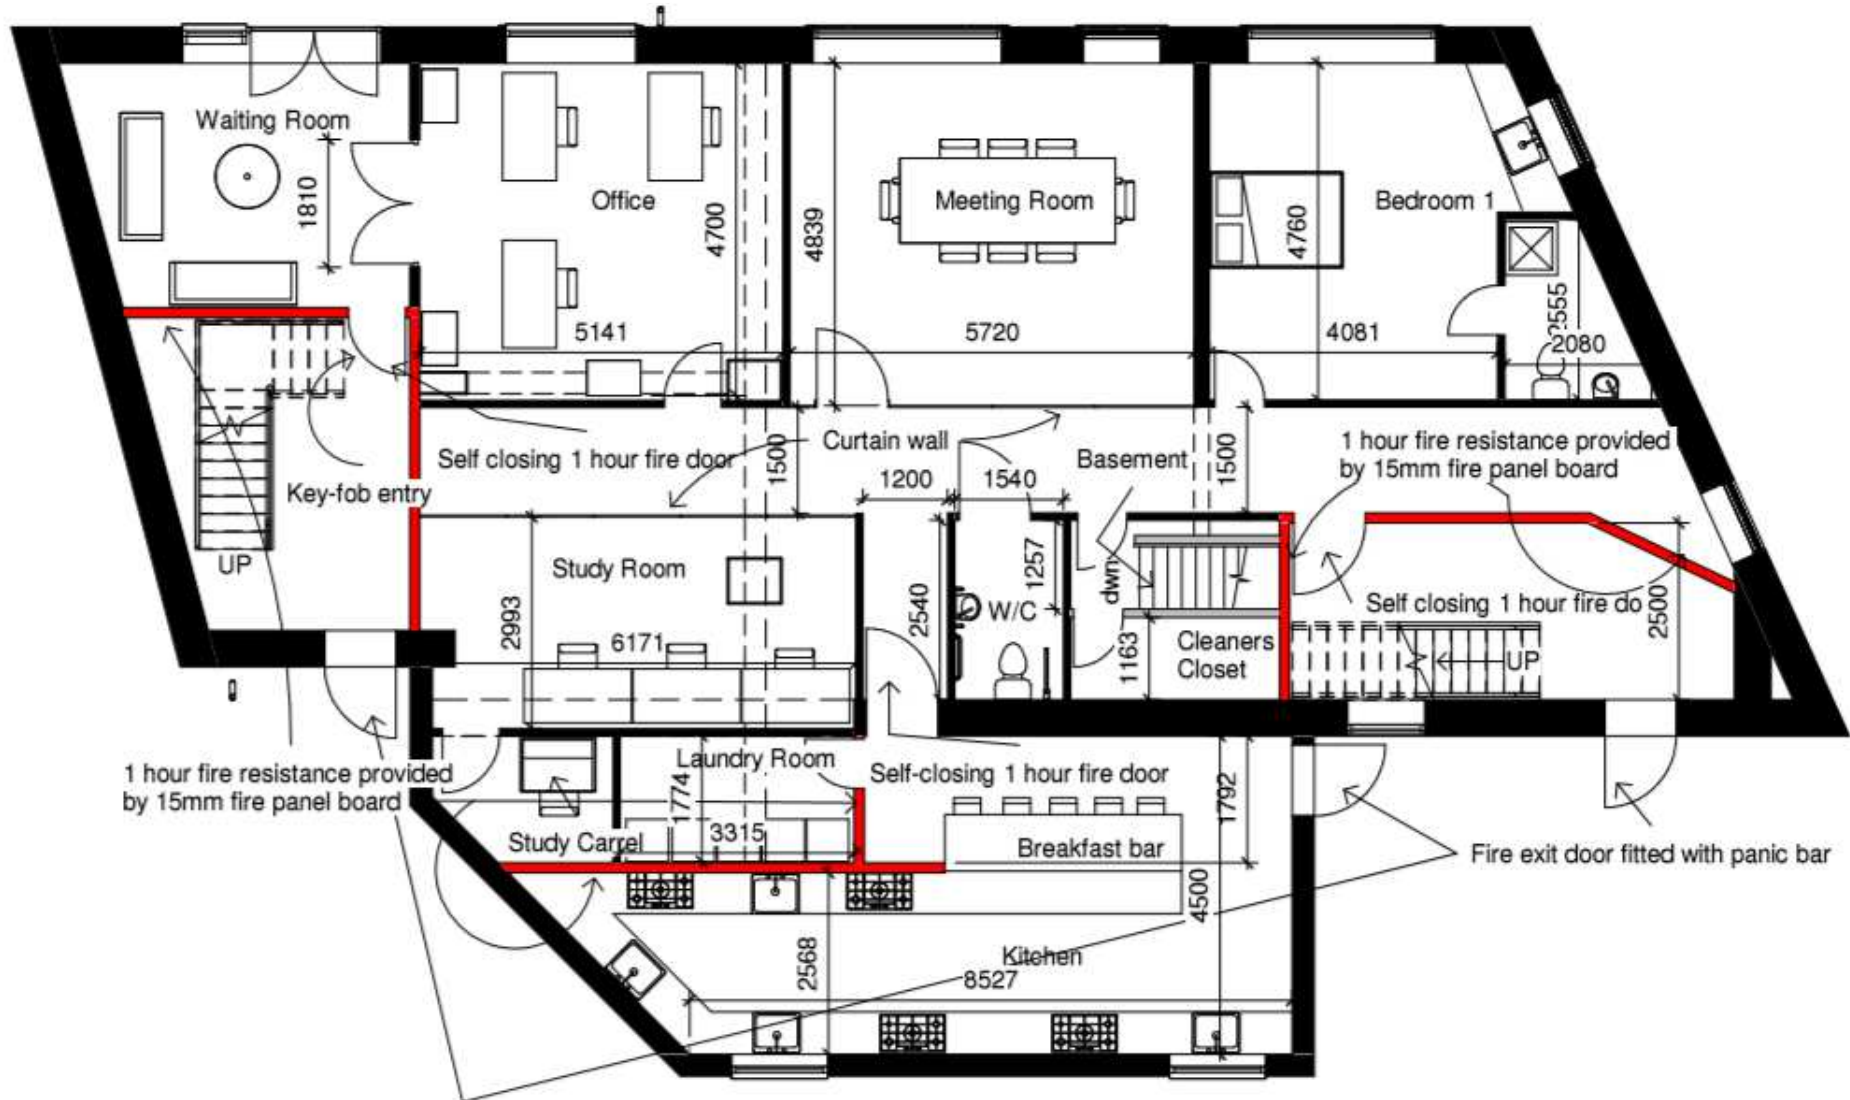 Waiting Room
1810
Office
4700
5141
4839
Meeting Room
5720
Bedroom 1
4760
4081
2555
2080
Self closing 1 hour fire door
Key-fob entry
UP
1500
Curtain wall
1200
1540
Basement
1500
1 hour fire resistance provided
by 15mm fire panel board
Study Room
2993
6171
2540
1257
W/C
dwn
1163
Cleaners
Closet
Self closing 1 hour fire do
2500
UP
1 hour fire resistance provided
by 15mm fire panel board
Laundry Room
1774
3315
Study Carrel
Self-closing 1 hour fire door
1792
Breakfast bar
4500
Fire exit door fitted with panic bar
2568
Kitchen
8527